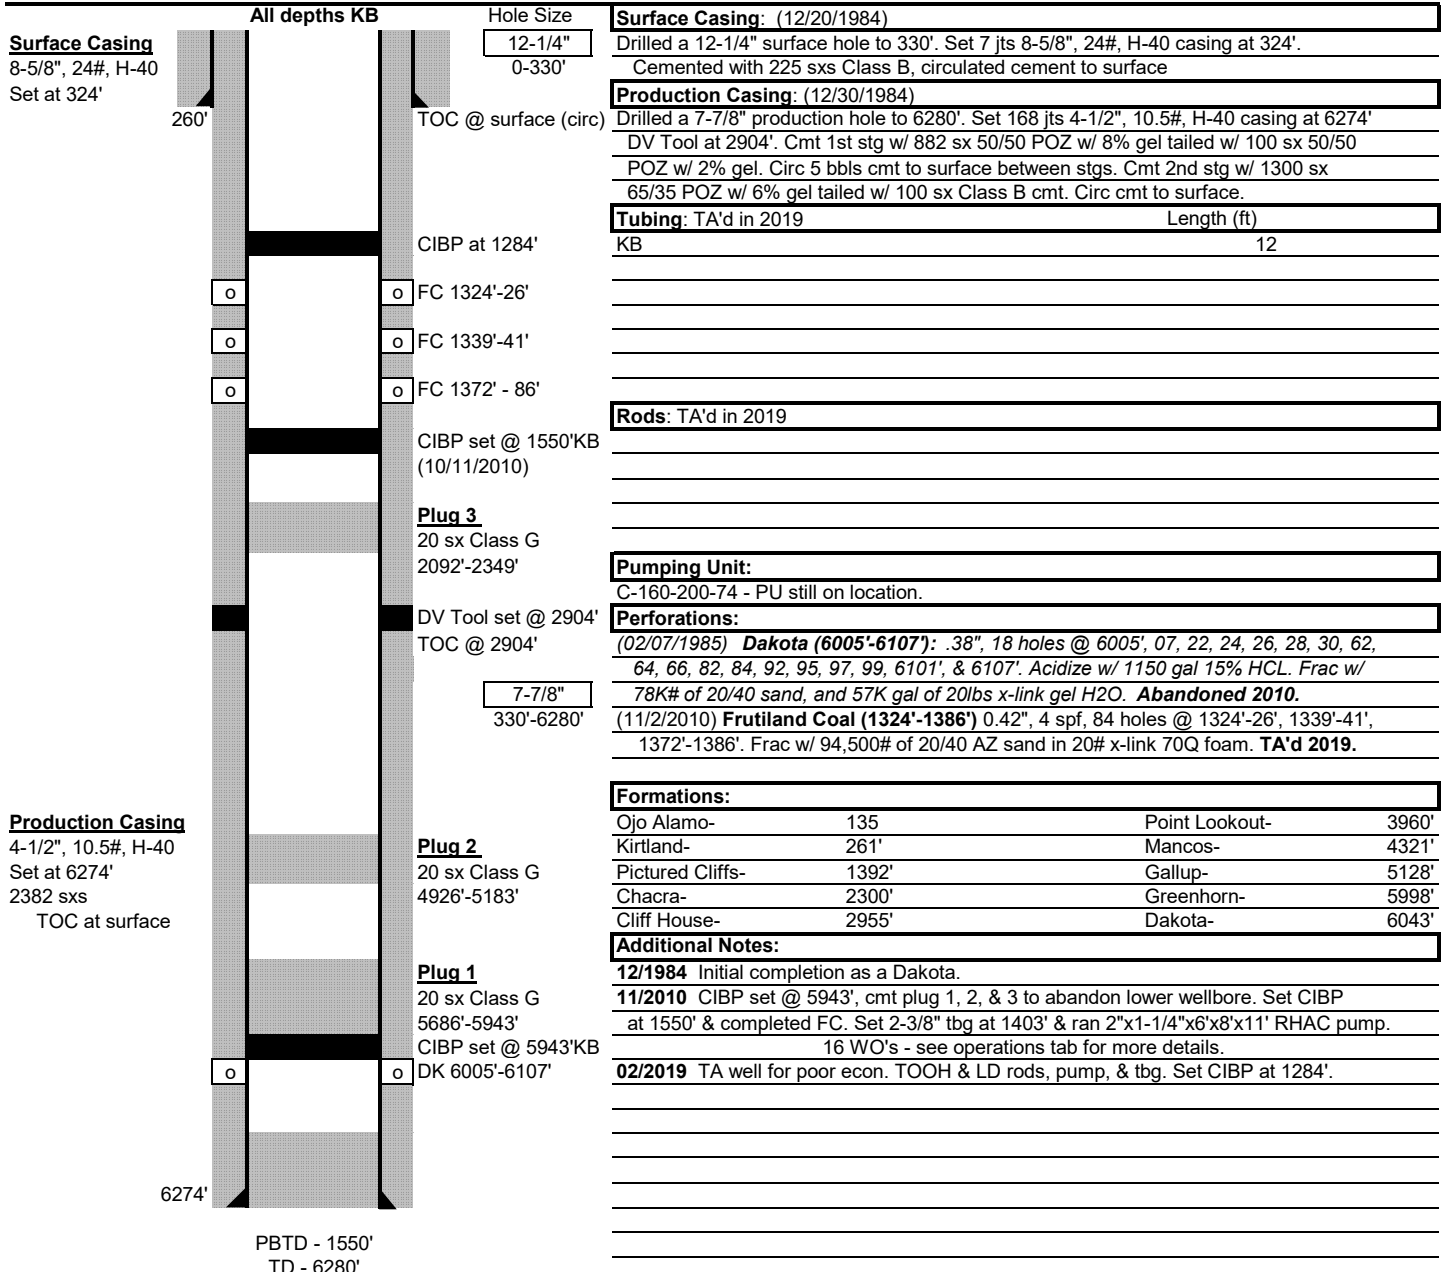 All depths KB
Hole Size
Surface Casing
8-5/8", 24#, H-40
Set at 324'
12-1/4"
0-330'
260'
TOC @ surface (circ)
CIBP at 1284'
o o FC 1324'-26'
o o FC 1339'-41'
o o FC 1372' - 86'
CIBP set @ 1550'KB
(10/11/2010)
Plug 3
20 sx Class G
2092'-2349'
DV Tool set @ 2904'
TOC @ 2904'
7-7/8"
330'-6280'
Production Casing
4-1/2", 10.5#, H-40
Set at 6274'
2382 sxs
TOC at surface
Plug 2
20 sx Class G
4926'-5183'
Plug 1
20 sx Class G
5686'-5943'
CIBP set @ 5943'KB
o o DK 6005'-6107'
6274'
PBTD - 1550'
TD - 6280'
Surface Casing: (12/20/1984)
Drilled a 12-1/4" surface hole to 330'. Set 7 jts 8-5/8", 24#, H-40 casing at 324'.
Cemented with 225 sxs Class B, circulated cement to surface
Production Casing: (12/30/1984)
Drilled a 7-7/8" production hole to 6280'. Set 168 jts 4-1/2", 10.5#, H-40 casing at 6274'
DV Tool at 2904'. Cmt 1st stg w/ 882 sx 50/50 POZ w/ 8% gel tailed w/ 100 sx 50/50
POZ w/ 2% gel. Circ 5 bbls cmt to surface between stgs. Cmt 2nd stg w/ 1300 sx
65/35 POZ w/ 6% gel tailed w/ 100 sx Class B cmt. Circ cmt to surface.
Tubing: TA'd in 2019 Length (ft)
KB 12
Rods: TA'd in 2019
Pumping Unit:
C-160-200-74 - PU still on location.
Perforations:
(02/07/1985) Dakota (6005'-6107'): .38", 18 holes @ 6005', 07, 22, 24, 26, 28, 30, 62,
64, 66, 82, 84, 92, 95, 97, 99, 6101', & 6107'. Acidize w/ 1150 gal 15% HCL. Frac w/
78K# of 20/40 sand, and 57K gal of 20lbs x-link gel H2O. Abandoned 2010.
(11/2/2010) Frutiland Coal (1324'-1386') 0.42", 4 spf, 84 holes @ 1324'-26', 1339'-41',
1372'-1386'. Frac w/ 94,500# of 20/40 AZ sand in 20# x-link 70Q foam. TA'd 2019.
Formations:
Ojo Alamo- 135 Point Lookout- 3960'
Kirtland- 261' Mancos- 4321'
Pictured Cliffs- 1392' Gallup- 5128'
Chacra- 2300' Greenhorn- 5998'
Cliff House- 2955' Dakota- 6043'
Additional Notes:
12/1984 Initial completion as a Dakota.
11/2010 CIBP set @ 5943', cmt plug 1, 2, & 3 to abandon lower wellbore. Set CIBP
at 1550' & completed FC. Set 2-3/8" tbg at 1403' & ran 2"x1-1/4"x6'x8'x11' RHAC pump.
16 WO's - see operations tab for more details.
02/2019 TA well for poor econ. TOOH & LD rods, pump, & tbg. Set CIBP at 1284'.